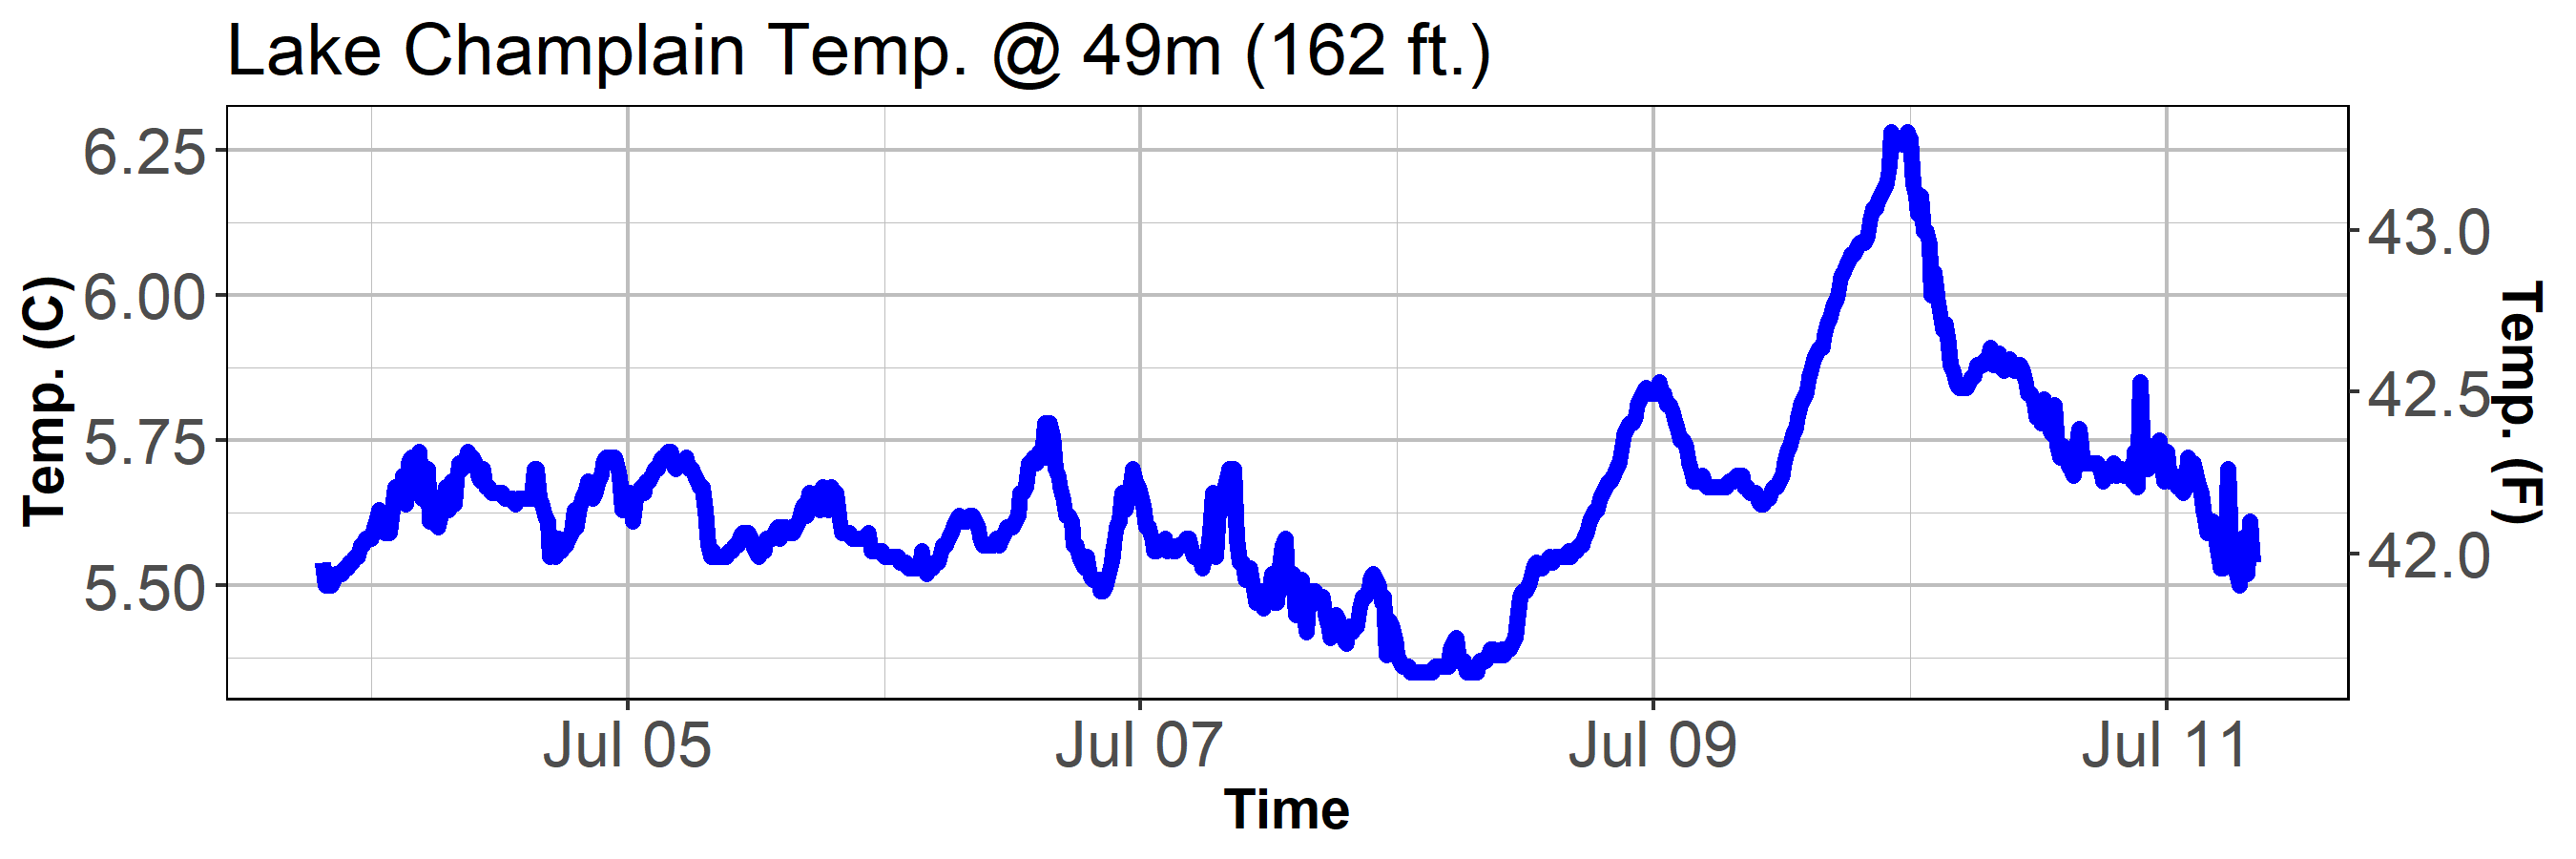 Lake Champlain Temp. @ 49m (162 ft.)
Temp. (C)
6.25
6.00
5.75
5.50
43.0
42.5
42.0
Temp. (F)
Jul 05
Jul 07
Jul 09
Jul 11
Time